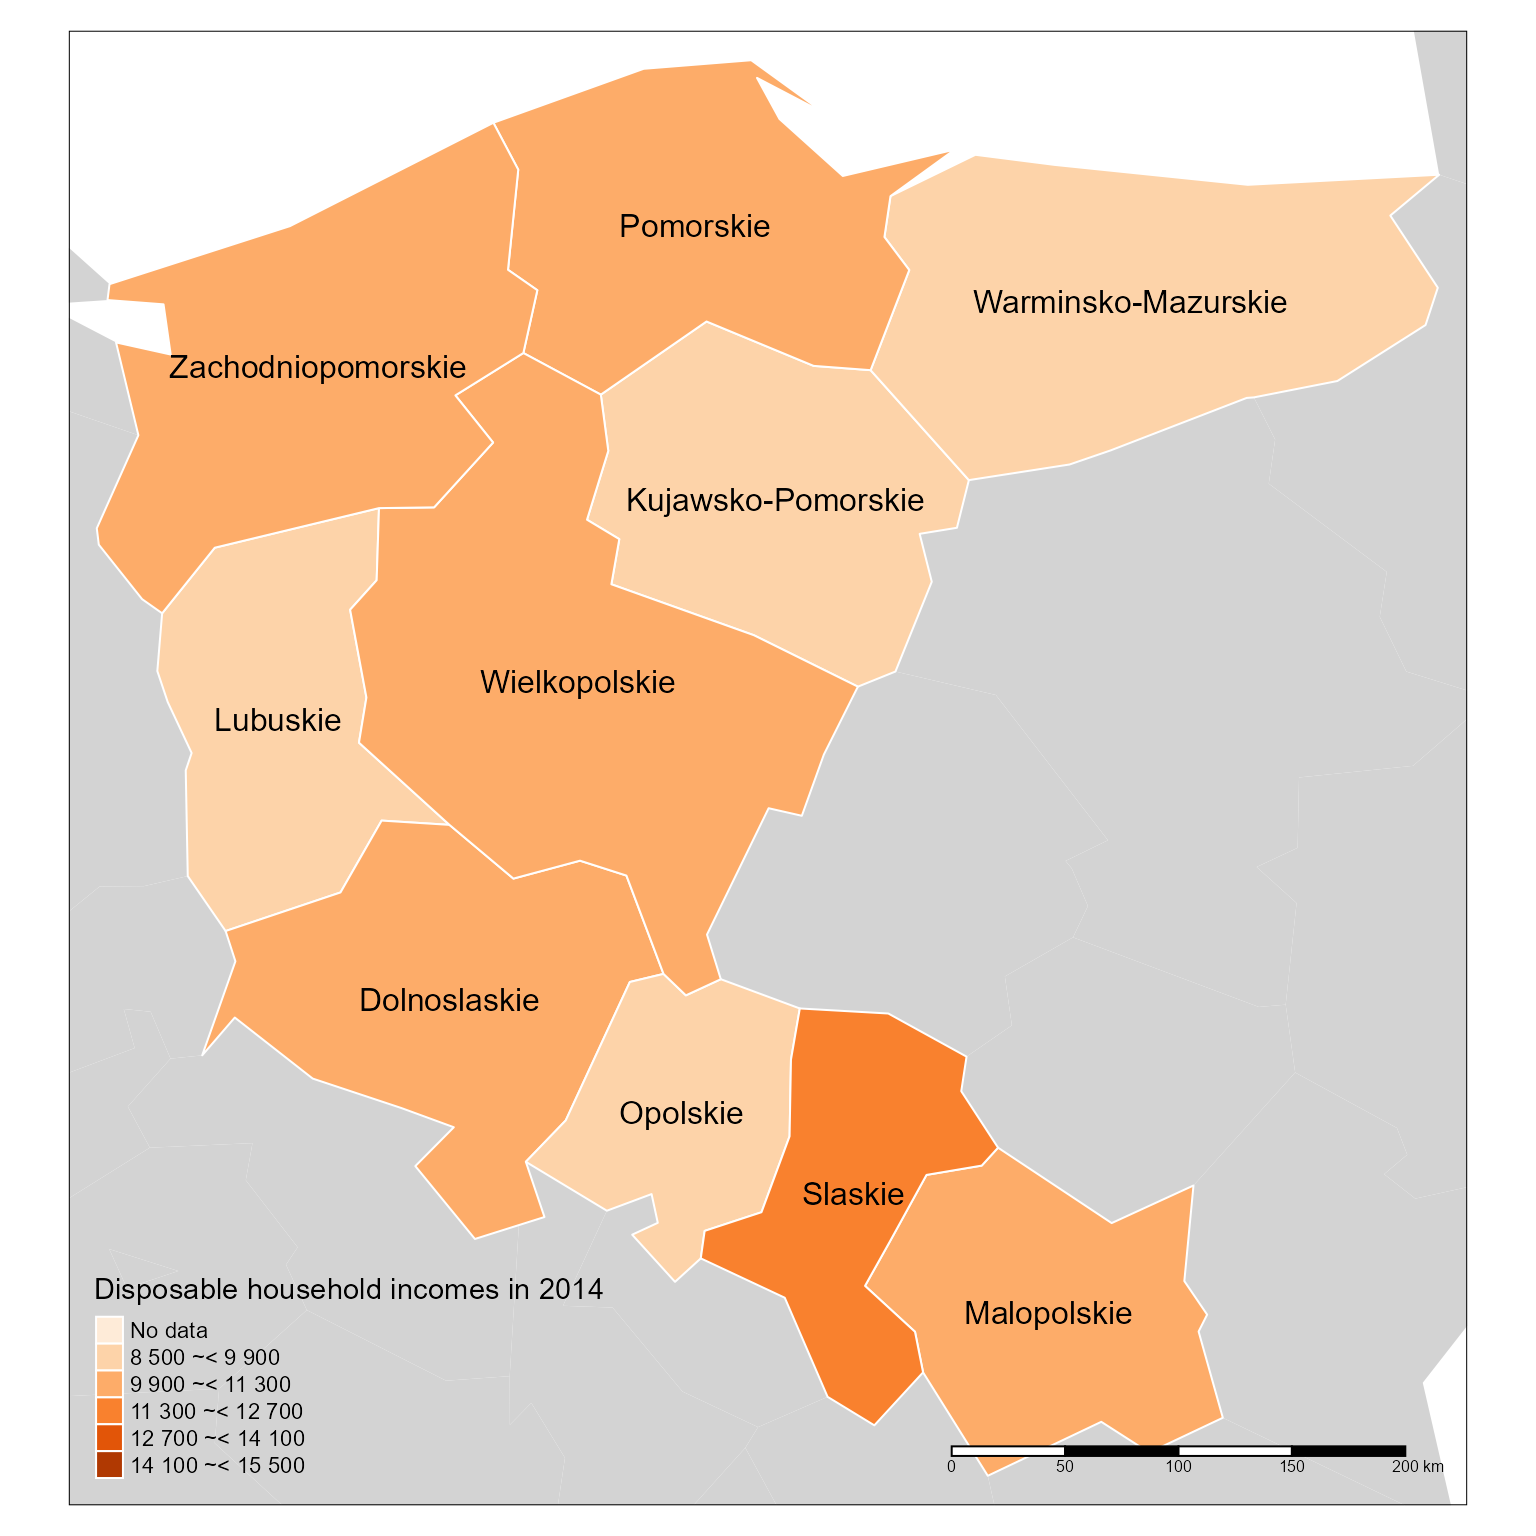 Pomorskie
Warminsko-Mazurskie
Zachodniopomorskie
Kujawsko-Pomorskie
Wielkopolskie
Lubuskie
Dolnoslaskie
Opolskie
Slaskie
Malopolskie
Disposable household incomes in 2014
No data
8 500 ~< 9 900
9 900 ~< 11 300
11 300 ~< 12 700
12 700 ~< 14 100
14 100 ~< 15 500
0 50 100 150 200 km